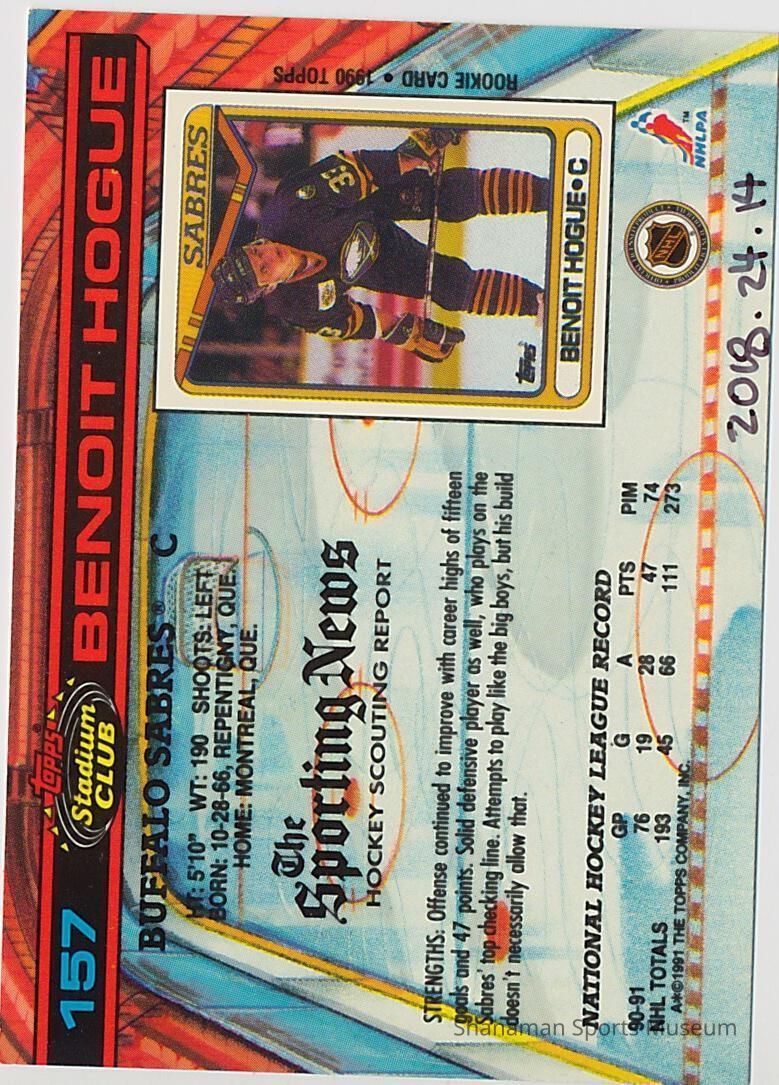 157
Topps®
Stadium
CLUB
BENOIT HOGUE
BUFFALO SABRES® C
HT: 5'10" WT: 190 SHOOTS: LEFT
BORN: 10-28-66, REPENTIGNY, QUE.
HOME: MONTREAL, QUE.
The
Sporting News
HOCKEY SCOUTING REPORT
STRENGTHS: Offense continued to improve with career highs of fifteen
goals and 47 points. Solid defensive player as well, who plays on the
Sabres' top checking line. Attempts to play like the big boys, but his build
doesn't necessarily allow that.
NATIONAL HOCKEY LEAGUE RECORD
GP G A PTS PIM
90-91 76 19 28 47 74
NHL TOTALS 193 45 66 111 273
A*©1991 THE TOPPS COMPANY, INC.
ROOKIE CARD • 1990 TOPPS
SABRES
33
Topps
BENOIT HOGUE•C
NHL
NHLPA™
2018.24.14
Shanaman Sports Museum